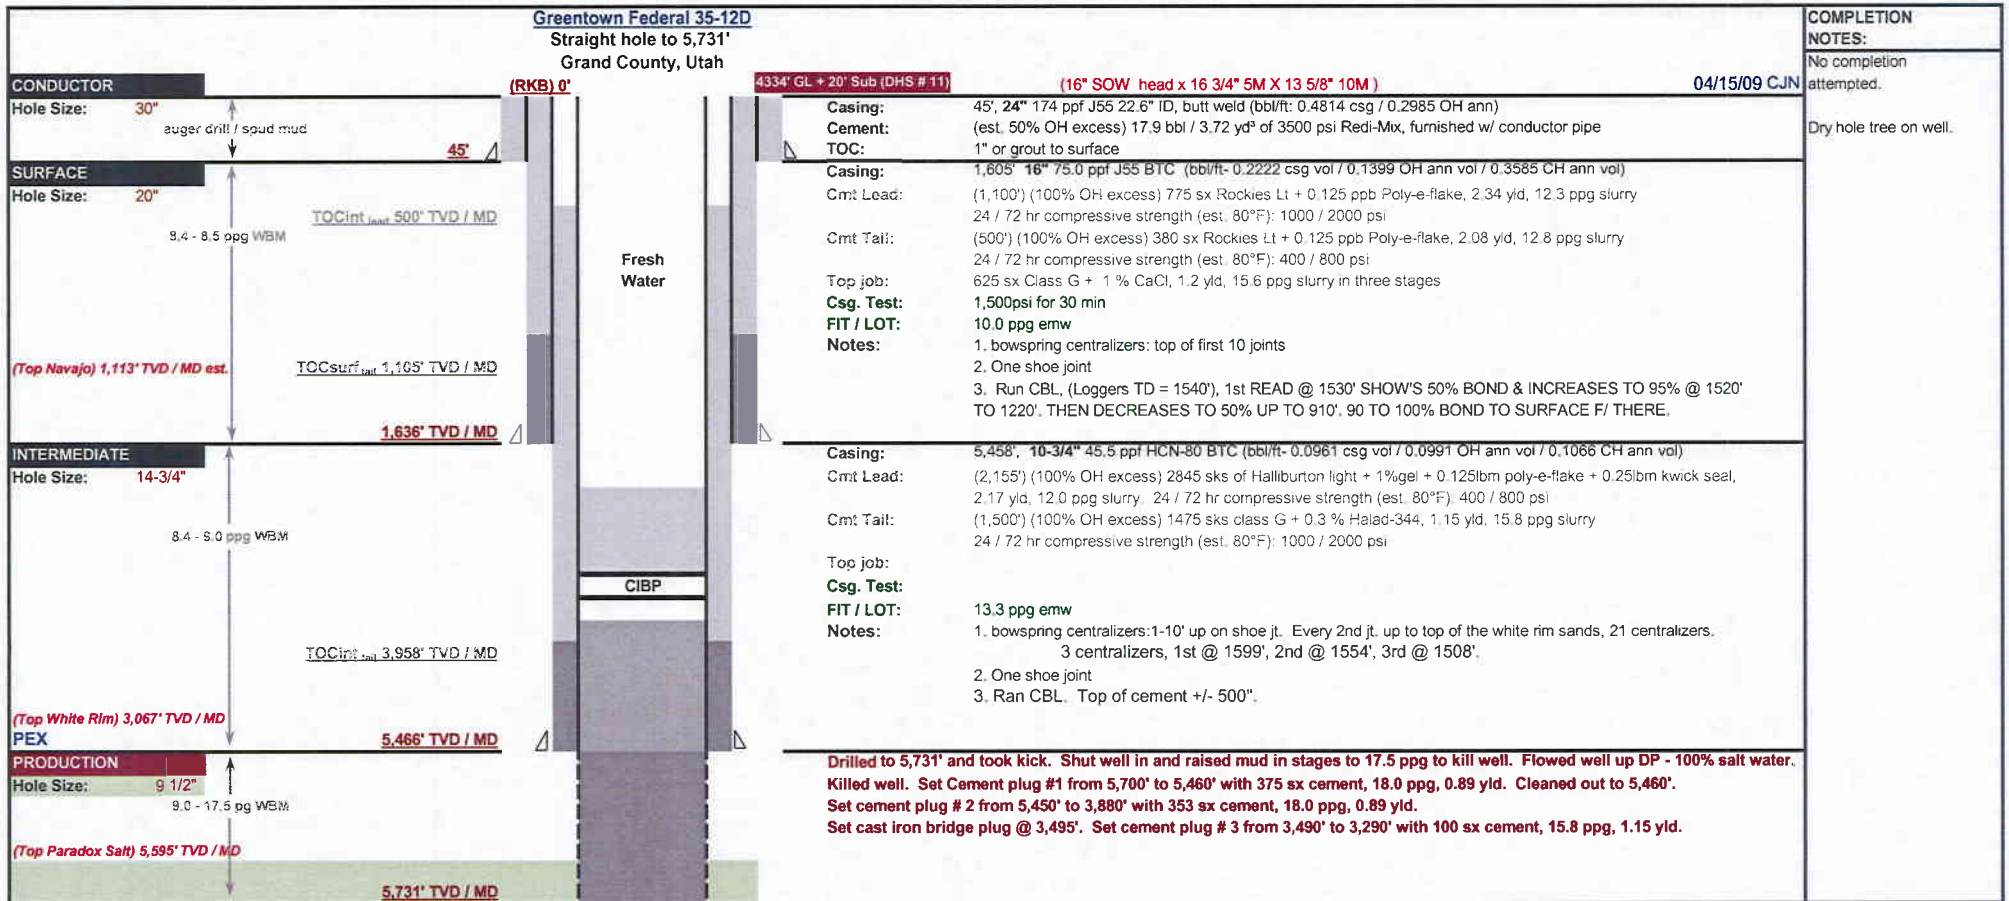 Greentown Federal 35-12D
Straight hole to 5,731'
Grand County, Utah
COMPLETION
NOTES:
No completion
attempted.
Dry hole tree on well.
CONDUCTOR
(RKB) 0'
4334' GL + 20' Sub (DHS # 11)
(16" SOW head x 16 3/4" 5M X 13 5/8" 10M )
04/15/09 CJN
Hole Size: 30"
auger drill / spud mud
45'
Casing: 45', 24" 174 ppf J55 22.6" ID, butt weld (bbl/ft: 0.4814 csg / 0.2985 OH ann)
Cement: (est. 50% OH excess) 17.9 bbl / 3.72 yd³ of 3500 psi Redi-Mix, furnished w/ conductor pipe
TOC: 1" or grout to surface
SURFACE
Hole Size: 20"
8.4 - 8.5 ppg WBM
TOCint lead 500' TVD / MD
Fresh
Water
(Top Navajo) 1,113' TVD / MD est.
TOCsurf tail 1,105' TVD / MD
1,636' TVD / MD
Casing: 1,605' 16" 75.0 ppf J55 BTC (bbl/ft- 0.2222 csg vol / 0.1399 OH ann vol / 0.3585 CH ann vol)
Cmt Lead: (1,100') (100% OH excess) 775 sx Rockies Lt + 0.125 ppb Poly-e-flake, 2.34 yld, 12.3 ppg slurry
24 / 72 hr compressive strength (est. 80°F): 1000 / 2000 psi
Cmt Tail: (500') (100% OH excess) 380 sx Rockies Lt + 0.125 ppb Poly-e-flake, 2.08 yld, 12.8 ppg slurry
24 / 72 hr compressive strength (est. 80°F): 400 / 800 psi
Top job: 625 sx Class G + 1 % CaCl, 1.2 yld, 15.6 ppg slurry in three stages
Csg. Test: 1,500psi for 30 min
FIT / LOT: 10.0 ppg emw
Notes: 1. bowspring centralizers: top of first 10 joints
2. One shoe joint
3. Run CBL, (Loggers TD = 1540'), 1st READ @ 1530' SHOW'S 50% BOND & INCREASES TO 95% @ 1520'
TO 1220'. THEN DECREASES TO 50% UP TO 910'. 90 TO 100% BOND TO SURFACE F/ THERE.
INTERMEDIATE
Hole Size: 14-3/4"
8.4 - 9.0 ppg WBM
CIBP
TOCint tail 3,958' TVD / MD
(Top White Rim) 3,067' TVD / MD
PEX
5,466' TVD / MD
Casing: 5,458', 10-3/4" 45.5 ppf HCN-80 BTC (bbl/ft- 0.0961 csg vol / 0.0991 OH ann vol / 0.1066 CH ann vol)
Cmt Lead: (2,155') (100% OH excess) 2845 sks of Halliburton light + 1%gel + 0.125lbm poly-e-flake + 0.25lbm kwick seal,
2.17 yld, 12.0 ppg slurry. 24 / 72 hr compressive strength (est. 80°F): 400 / 800 psi
Cmt Tail: (1,500') (100% OH excess) 1475 sks class G + 0.3 % Halad-344, 1.15 yld, 15.8 ppg slurry
24 / 72 hr compressive strength (est. 80°F): 1000 / 2000 psi
Top job:
Csg. Test:
FIT / LOT: 13.3 ppg emw
Notes: 1. bowspring centralizers:1-10' up on shoe jt. Every 2nd jt. up to top of the white rim sands, 21 centralizers.
3 centralizers, 1st @ 1599', 2nd @ 1554', 3rd @ 1508'.
2. One shoe joint
3. Ran CBL. Top of cement +/- 500".
PRODUCTION
Hole Size: 9 1/2"
9.0 - 17.5 pg WBM
(Top Paradox Salt) 5,595' TVD / MD
5,731' TVD / MD
Drilled to 5,731' and took kick. Shut well in and raised mud in stages to 17.5 ppg to kill well. Flowed well up DP - 100% salt water.
Killed well. Set Cement plug #1 from 5,700' to 5,460' with 375 sx cement, 18.0 ppg, 0.89 yld. Cleaned out to 5,460'.
Set cement plug # 2 from 5,450' to 3,880' with 353 sx cement, 18.0 ppg, 0.89 yld.
Set cast iron bridge plug @ 3,495'. Set cement plug # 3 from 3,490' to 3,290' with 100 sx cement, 15.8 ppg, 1.15 yld.